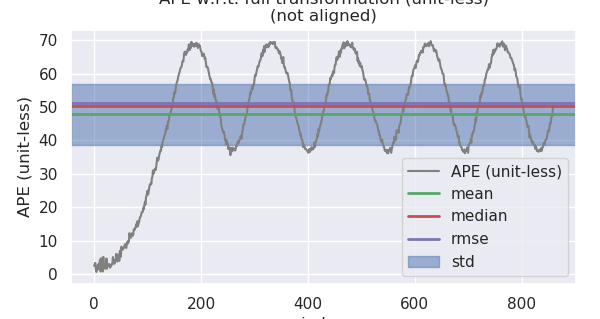 APE w.r.t. full transformation (unit-less)
(not aligned)
APE (unit-less)
70
60
50
40
30
20
10
0
0 200 400 600 800
APE (unit-less)
mean
median
rmse
std